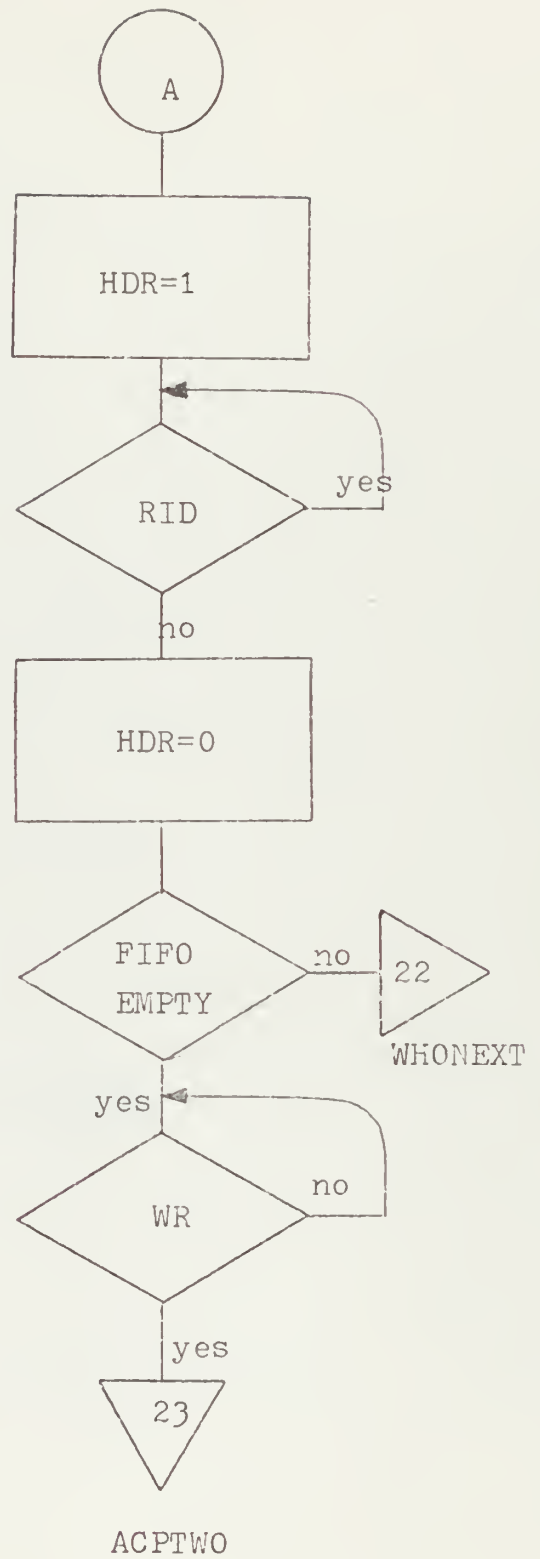 A
HDR=1
yes
RID
no
HDR=0
FIFO
EMPTY
no
22
WHONEXT
yes
no
WR
yes
23
ACPTWO